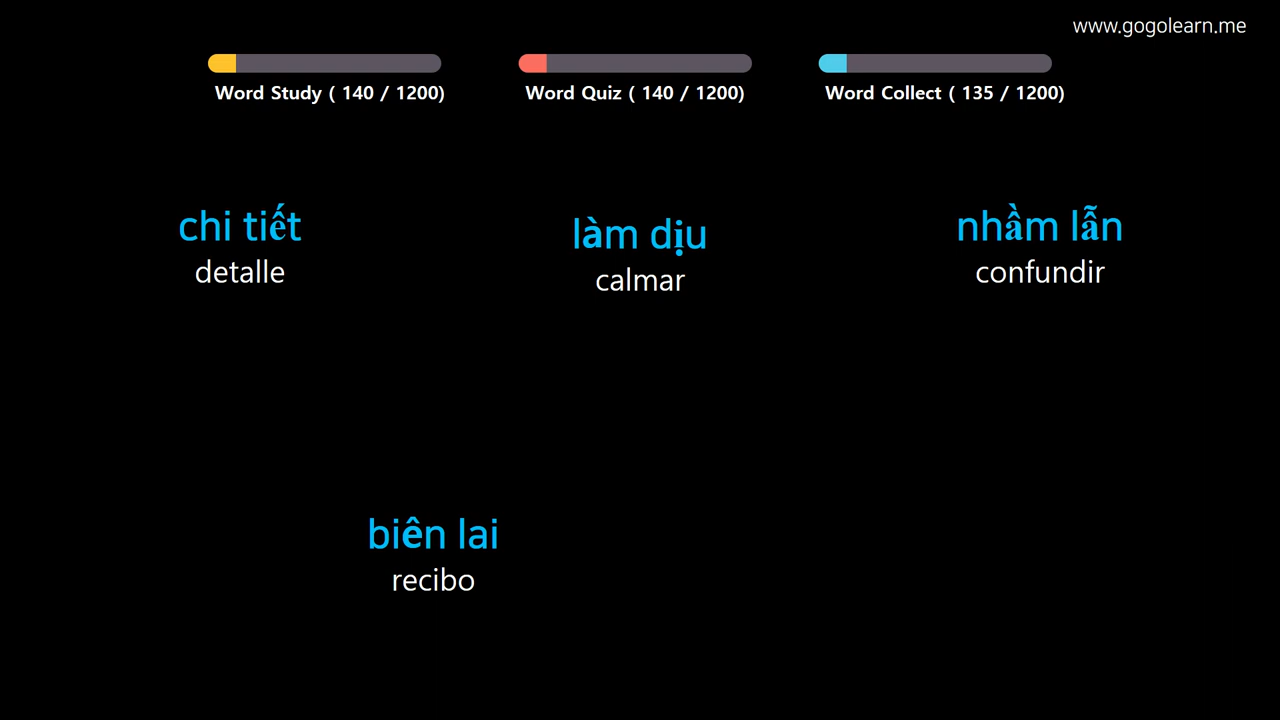 www.gogolearn.me
Word Study ( 140 / 1200)
Word Quiz ( 140 / 1200)
Word Collect ( 135 / 1200)
chi tiết
detalle
làm dịu
calmar
nhầm lẫn
confundir
biên lai
recibo